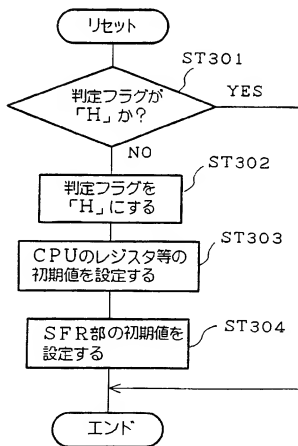 リセット
ST301
判定フラグが
「H」か?
YES
NO
ST302
判定フラグを
「H」にする
ST303
CPUのレジスタ等の
初期値を設定する
ST304
SFR部の初期値を
設定する
エンド